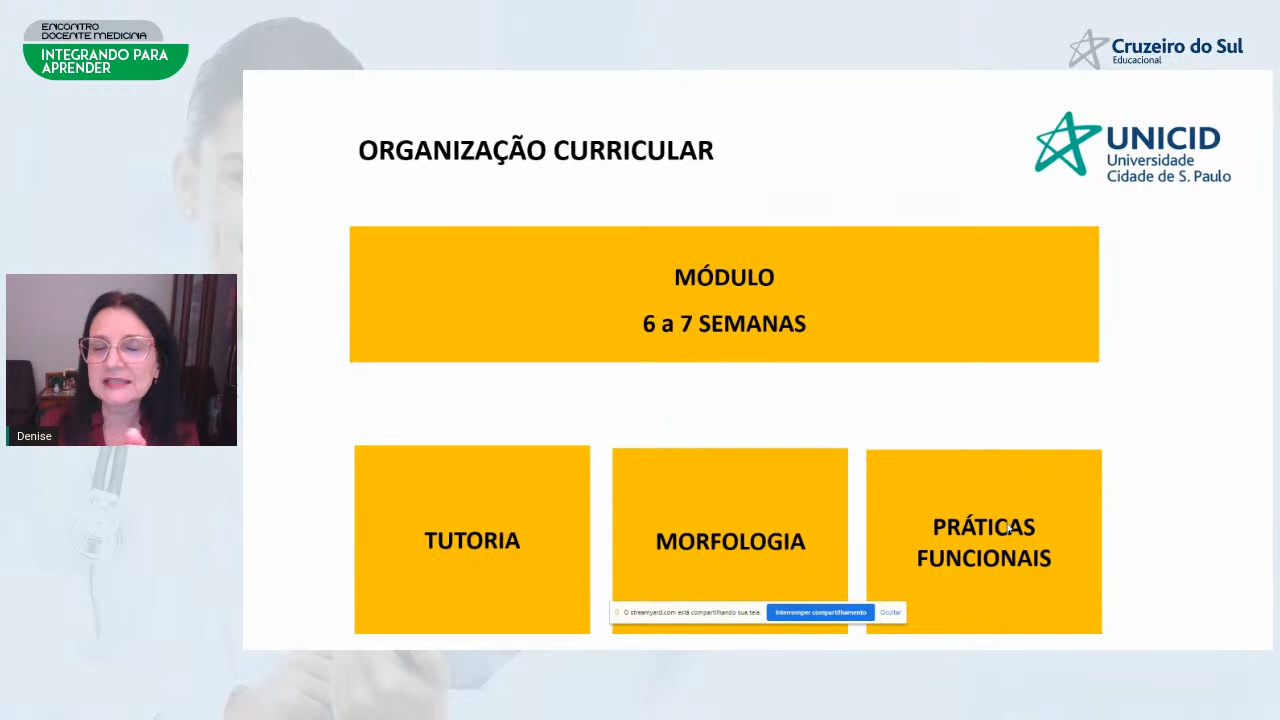 ENCONTRO
DOCENTE MEDICINA
INTEGRANDO PARA
APRENDER
Cruzeiro do Sul
Educacional
ORGANIZAÇÃO CURRICULAR
UNICID
Universidade
Cidade de S. Paulo
MÓDULO
6 a 7 SEMANAS
Denise
TUTORIA
MORFOLOGIA
PRÁTICAS
FUNCIONAIS
O streamyard.com está compartilhando sua tela. Interromper compartilhamento Ocultar